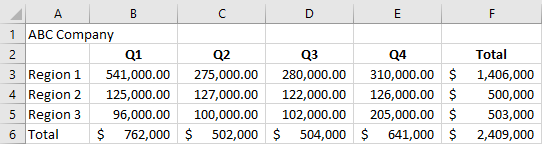 A B C D E F
1 ABC Company
2 Q1 Q2 Q3 Q4 Total
3 Region 1 541,000.00 275,000.00 280,000.00 310,000.00 $ 1,406,000
4 Region 2 125,000.00 127,000.00 122,000.00 126,000.00 $ 500,000
5 Region 3 96,000.00 100,000.00 102,000.00 205,000.00 $ 503,000
6 Total $ 762,000 $ 502,000 $ 504,000 $ 641,000 $ 2,409,000